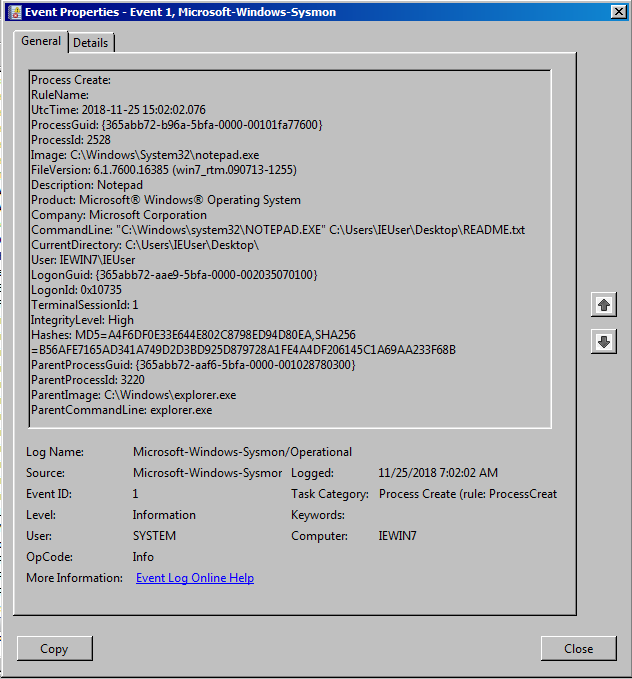 Event Properties - Event 1, Microsoft-Windows-Sysmon
General Details
Process Create:
RuleName:
UtcTime: 2018-11-25 15:02:02.076
ProcessGuid: {365abb72-b96a-5bfa-0000-00101fa77600}
ProcessId: 2528
Image: C:\Windows\System32\notepad.exe
FileVersion: 6.1.7600.16385 (win7_rtm.090713-1255)
Description: Notepad
Product: Microsoft® Windows® Operating System
Company: Microsoft Corporation
CommandLine: "C:\Windows\system32\NOTEPAD.EXE" C:\Users\IEUser\Desktop\README.txt
CurrentDirectory: C:\Users\IEUser\Desktop\
User: IEWIN7\IEUser
LogonGuid: {365abb72-aae9-5bfa-0000-002035070100}
LogonId: 0x10735
TerminalSessionId: 1
IntegrityLevel: High
Hashes: MD5=A4F6DF0E33E644E802C8798ED94D80EA,SHA256
=B56AFE7165AD341A749D2D3BD925D879728A1FE4A4DF206145C1A69AA233F68B
ParentProcessGuid: {365abb72-aaf6-5bfa-0000-001028780300}
ParentProcessId: 3220
ParentImage: C:\Windows\explorer.exe
ParentCommandLine: explorer.exe
Log Name: Microsoft-Windows-Sysmon/Operational
Source: Microsoft-Windows-Sysmor Logged: 11/25/2018 7:02:02 AM
Event ID: 1 Task Category: Process Create (rule: ProcessCreat
Level: Information Keywords:
User: SYSTEM Computer: IEWIN7
OpCode: Info
More Information: Event Log Online Help
Copy Close